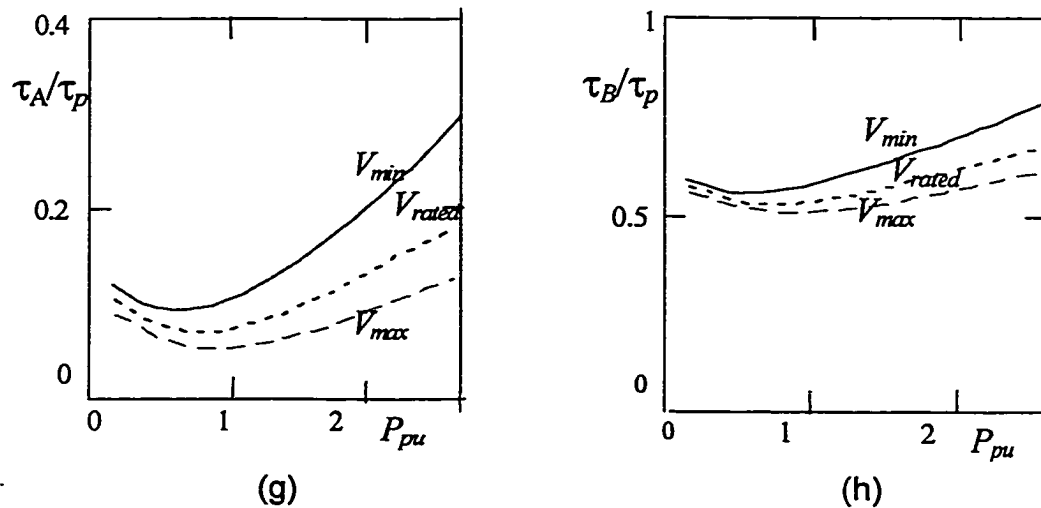 0.4
τA/τp
0.2
0
Vmin
Vrated
Vmax
0 1 2 Ppu
(g)
1
τB/τp
0.5
0
Vmin
Vrated
Vmax
0 1 2 Ppu
(h)